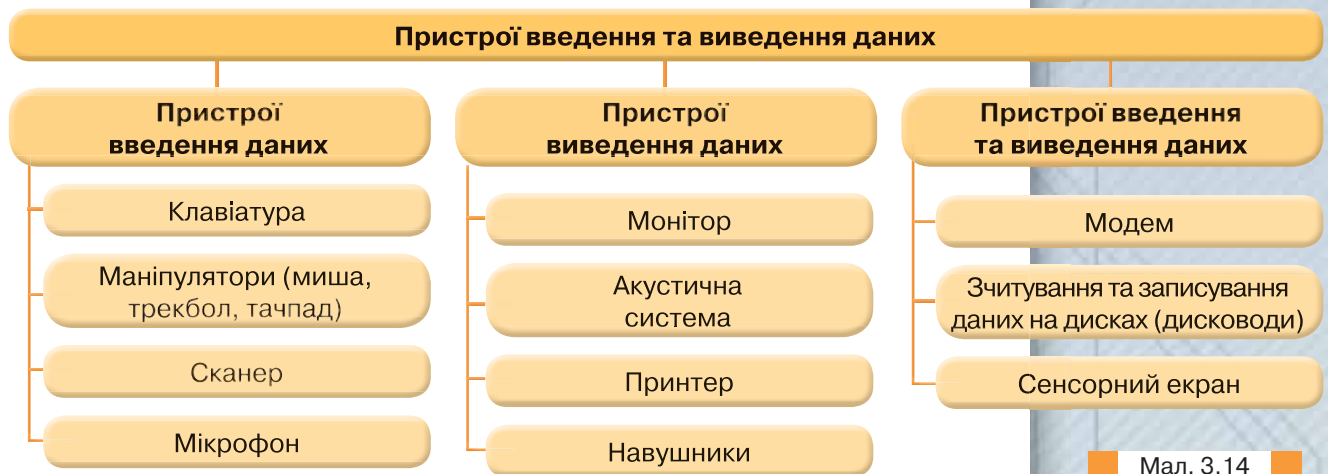 Пристрої введення та виведення даних
Пристрої
введення даних
Клавіатура
Маніпулятори (миша,
трекбол, тачпад)
Сканер
Мікрофон
Пристрої
виведення даних
Монітор
Акустична
система
Принтер
Навушники
Пристрої введення
та виведення даних
Модем
Зчитування та записування
даних на дисках (дисководи)
Сенсорний екран
Мал. 3.14